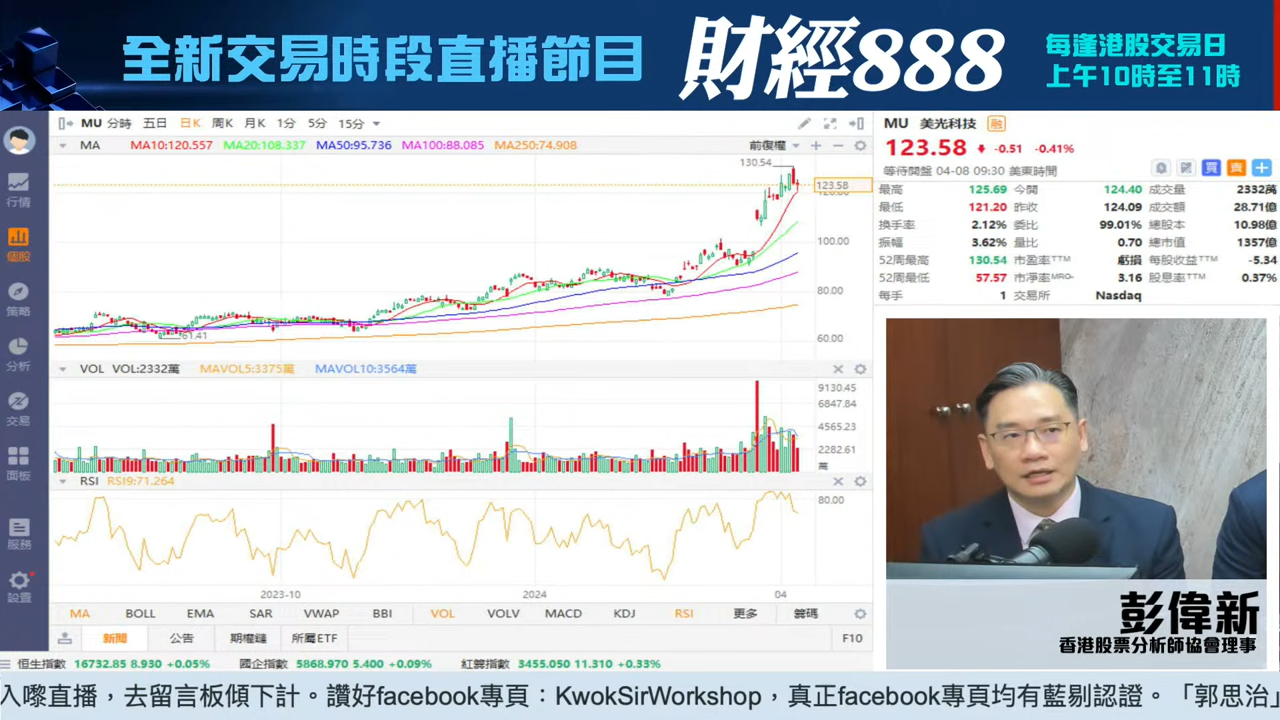 全新交易時段直播節目
財經888
每逢港股交易日
上午10時至11時
MU 分時 五日 日K 周K 月K 1分 5分 15分
MA MA10:120.557 MA20:108.337 MA50:95.736 MA100:88.085 MA250:74.908 前復權
130.54
123.58
120.00
100.00
80.00
60.00
61.41
VOL VOL:2332萬 MAVOL5:3375萬 MAVOL10:3564萬
9130.45
6847.84
4565.23
2282.61
萬
RSI RSI9:71.264
80.00
2023-10 2024 04
MA BOLL EMA SAR VWAP BBI VOL VOLV MACD KDJ RSI 更多 籌碼
新聞 公告 期權鏈 所屬ETF F10
行情
個股
策略
分析
交易
面板
服務
設置
MU 美光科技 融
123.58 -0.51 -0.41%
等待開盤 04-08 09:30 美東時間
買 賣
最高 125.69 今開 124.40 成交量 2332萬
最低 121.20 昨收 124.09 成交額 28.71億
換手率 2.12% 委比 99.01% 總股本 10.98億
振幅 3.62% 量比 0.70 總市值 1357億
52周最高 130.54 市盈率TTM 虧損 每股收益TTM -5.34
52周最低 57.57 市淨率MRQ 3.16 股息率TTM 0.37%
每手 1 交易所 Nasdaq
彭偉新
香港股票分析師協會理事
恒生指數 16732.85 8.930 +0.05% 國企指數 5868.970 5.400 +0.09% 紅籌指數 3455.050 11.310 +0.33%
入嚟直播，去留言板傾下計。讚好facebook專頁：KwokSirWorkshop，真正facebook專頁均有藍剔認證。「郭思治」